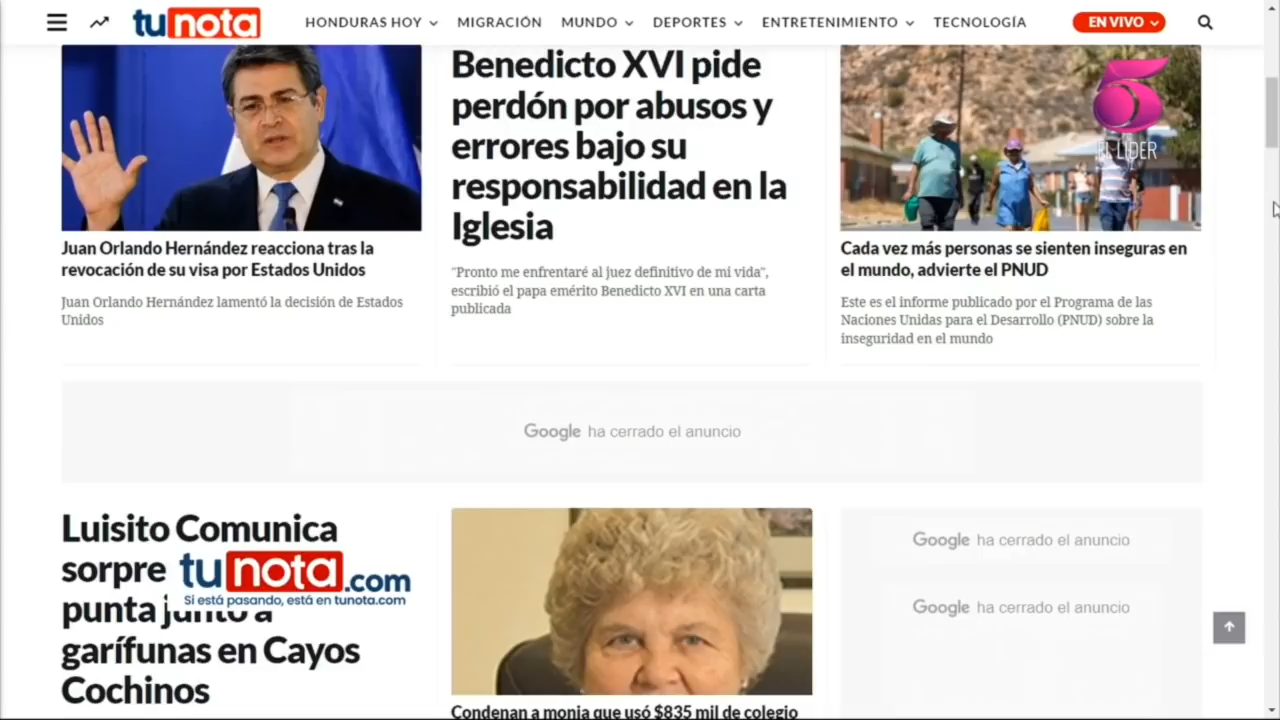 tunota
HONDURAS HOY
MIGRACIÓN
MUNDO
DEPORTES
ENTRETENIMIENTO
TECNOLOGÍA
EN VIVO
Juan Orlando Hernández reacciona tras la
revocación de su visa por Estados Unidos
Juan Orlando Hernández lamentó la decisión de Estados
Unidos
Benedicto XVI pide
perdón por abusos y
errores bajo su
responsabilidad en la
Iglesia
"Pronto me enfrentaré al juez definitivo de mi vida",
escribió el papa emérito Benedicto XVI en una carta
publicada
5
EL LIDER
Cada vez más personas se sienten inseguras en
el mundo, advierte el PNUD
Este es el informe publicado por el Programa de las
Naciones Unidas para el Desarrollo (PNUD) sobre la
inseguridad en el mundo
Google ha cerrado el anuncio
Luisito Comunica
sorpre
tunota.com
Si está pasando, está en tunota.com
punta junto a
garífunas en Cayos
Cochinos
Condenan a monja que usó $835 mil de colegio
Google ha cerrado el anuncio
Google ha cerrado el anuncio